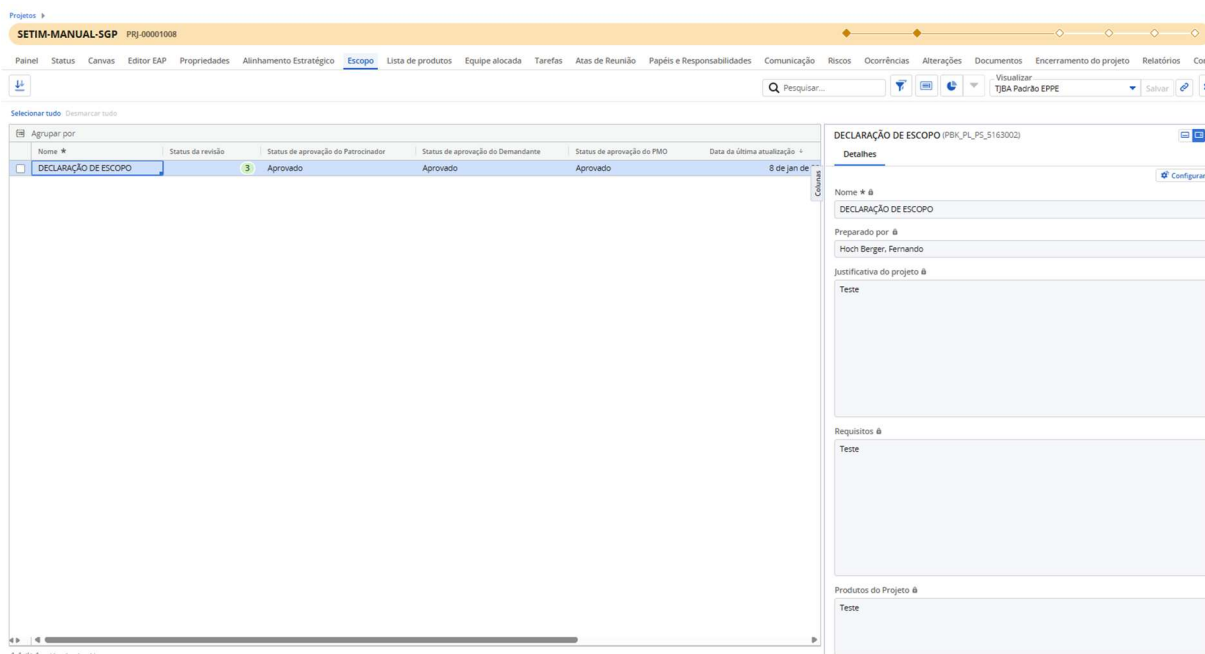 Projetos
SETIM-MANUAL-SGP PRJ-00001008
Painel Status Canvas Editor EAP Propriedades Alinhamento Estratégico Escopo Lista de produtos Equipe alocada Tarefas Atas de Reunião Papéis e Responsabilidades Comunicação Riscos Ocorrências Alterações Documentos Encerramento do projeto Relatórios
Visualizar
Pesquisar... TJBA Padrão EPPE Salvar
Selecionar tudo Desmarcar tudo
Agrupar por
Nome Status da revisão Status de aprovação do Patrocinador Status de aprovação do Demandante Status de aprovação do PMO Data da última atualização
DECLARAÇÃO DE ESCOPO 3 Aprovado Aprovado Aprovado 8 de jan de
Colunas
DECLARAÇÃO DE ESCOPO (PBK_PL_PS_5163002)
Detalhes
Configurar
Nome
DECLARAÇÃO DE ESCOPO
Preparado por
Hoch Berger, Fernando
Justificativa do projeto
Teste
Requisitos
Teste
Produtos do Projeto
Teste